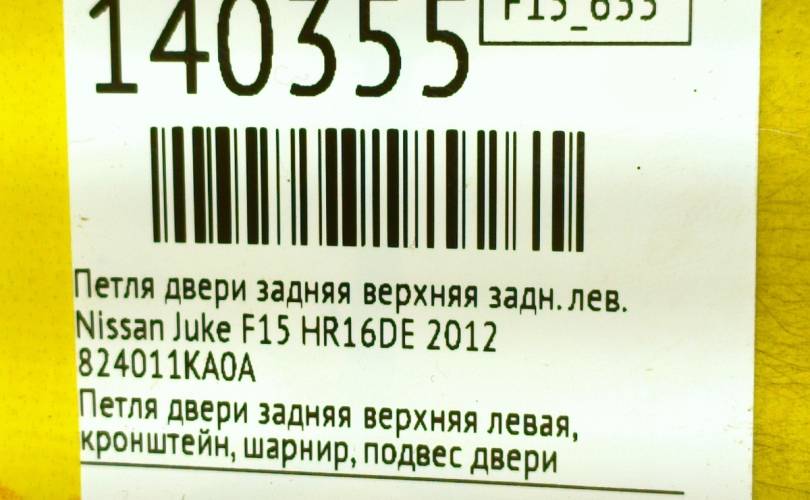 140355
F15_655
Петля двери задняя верхняя задн. лев.
Nissan Juke F15 HR16DE 2012
824011KA0A
Петля двери задняя верхняя левая,
кронштейн, шарнир, подвес двери